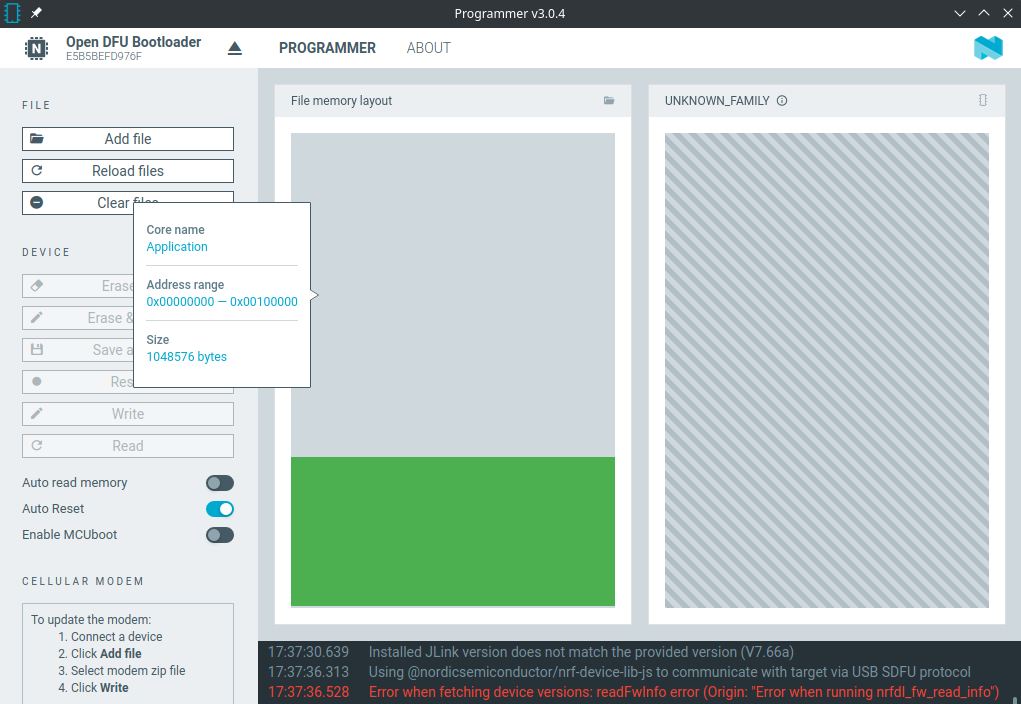 Programmer v3.0.4
N
Open DFU Bootloader
E5B5BEFD976F
PROGRAMMER
ABOUT
FILE
Add file
Reload files
Clear files
DEVICE
Erase
Erase &
Save a
Res
Write
Read
Auto read memory
Auto Reset
Enable MCUboot
CELLULAR MODEM
To update the modem:
1. Connect a device
2. Click Add file
3. Select modem zip file
4. Click Write
File memory layout
Core name
Application
Address range
0x00000000 — 0x00100000
Size
1048576 bytes
UNKNOWN_FAMILY
17:37:30.639 Installed JLink version does not match the provided version (V7.66a)
17:37:36.313 Using @nordicsemiconductor/nrf-device-lib-js to communicate with target via USB SDFU protocol
17:37:36.528 Error when fetching device versions: readFwInfo error (Origin: "Error when running nrfdl_fw_read_info")